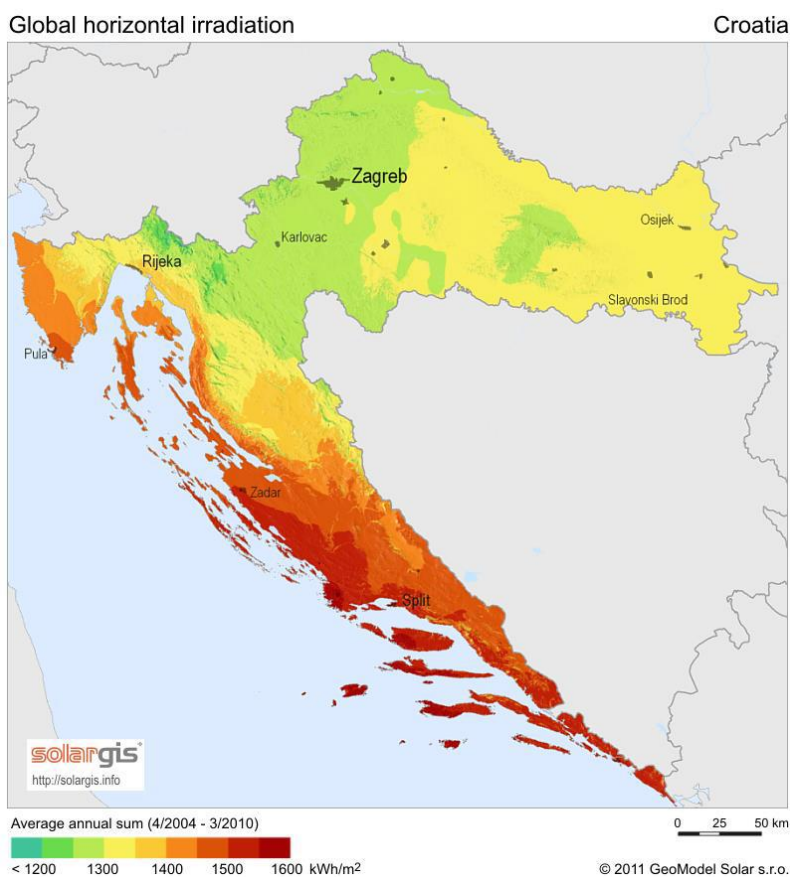 Global horizontal irradiation Croatia
Zagreb
Osijek
Karlovac
Rijeka
Slavonski Brod
Pula
Zadar
Split
solargis
http://solargis.info
Average annual sum (4/2004 - 3/2010)
0 25 50 km
< 1200 1300 1400 1500 1600 kWh/m2
© 2011 GeoModel Solar s.r.o.